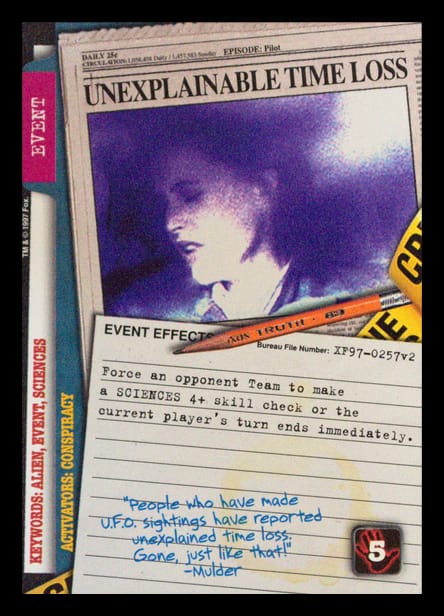 DAILY 25¢
EPISODE: Pilot
CIRCULATION: 1,058,458 Daily / 1,457,583 Sunday
UNEXPLAINABLE TIME LOSS
EVENT
TM & © 1997 Fox.
KEYWORDS: ALIEN, EVENT, SCIENCES
ACTIVATORS: CONSPIRACY
TRUTH
EVENT EFFECTS
Bureau File Number: XF97-0257v2
Force an opponent Team to make
a SCIENCES 4+ skill check or the
current player's turn ends immediately.
"People who have made
U.F.O. sightings have reported
unexplained time loss.
Gone, just like that!"
-Mulder
5